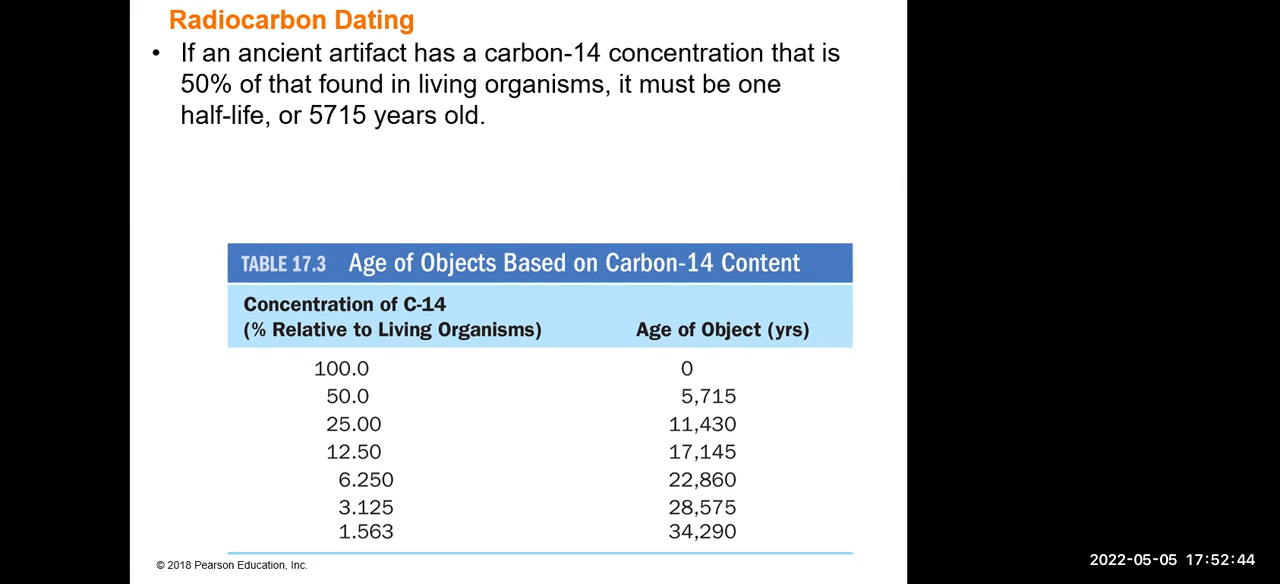 Radiocarbon Dating
• If an ancient artifact has a carbon-14 concentration that is
50% of that found in living organisms, it must be one
half-life, or 5715 years old.
TABLE 17.3 Age of Objects Based on Carbon-14 Content
Concentration of C-14
(% Relative to Living Organisms) Age of Object (yrs)
100.0 0
50.0 5,715
25.00 11,430
12.50 17,145
6.250 22,860
3.125 28,575
1.563 34,290
© 2018 Pearson Education, Inc.
2022-05-05 17:52:44